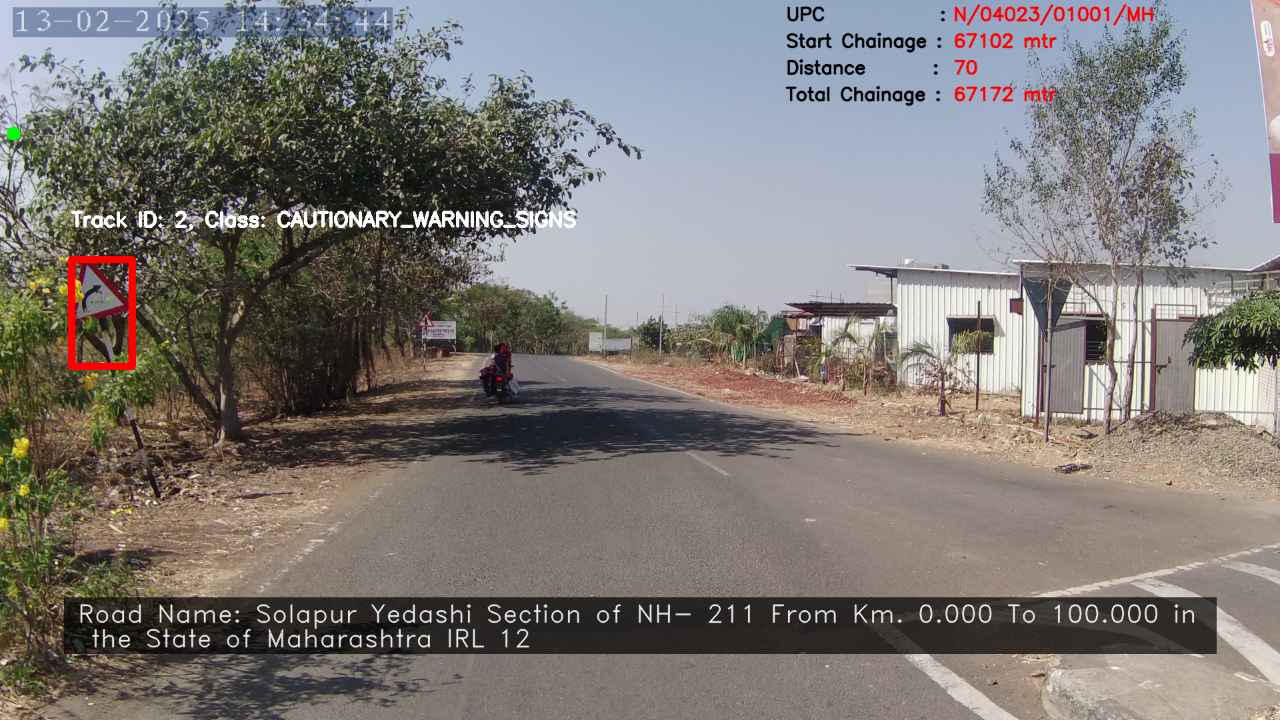 13-02-2025 14:34:44
UPC : N/04023/01001/MH
Start Chainage : 67102 mtr
Distance : 70
Total Chainage : 67172 mtr
Track ID: 2, Class: CAUTIONARY_WARNING_SIGNS
Road Name: Solapur Yedashi Section of NH- 211 From Km. 0.000 To 100.000 in
the State of Maharashtra IRL 12